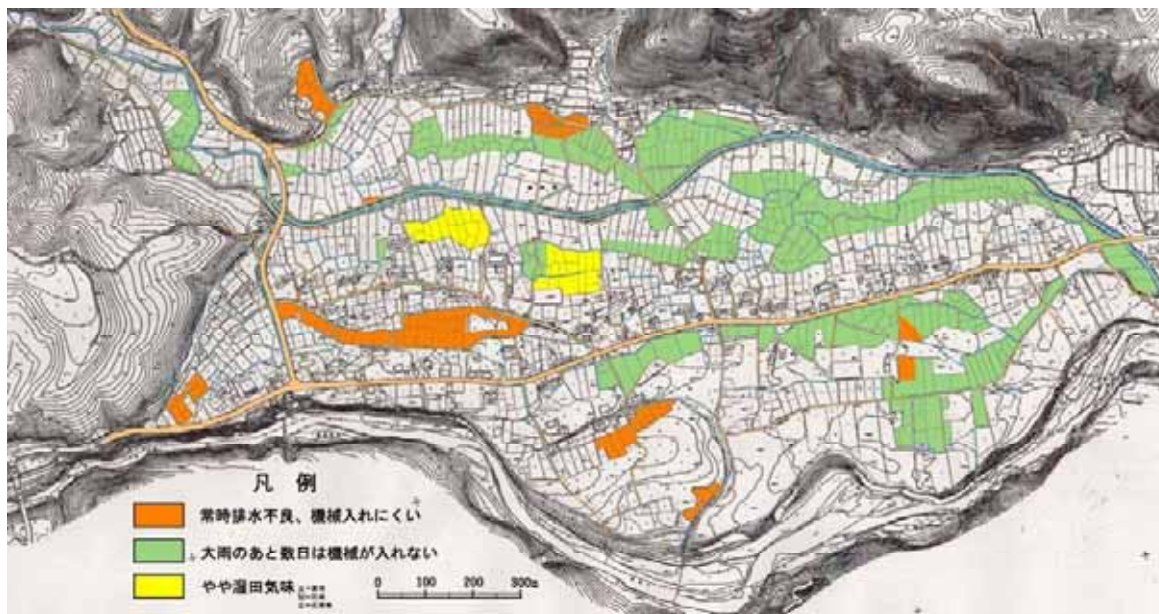 凡 例
常時排水不良、機械入れにくい
大雨のあと数日は機械が入れない
やや湿田気味
0 100 200 300m